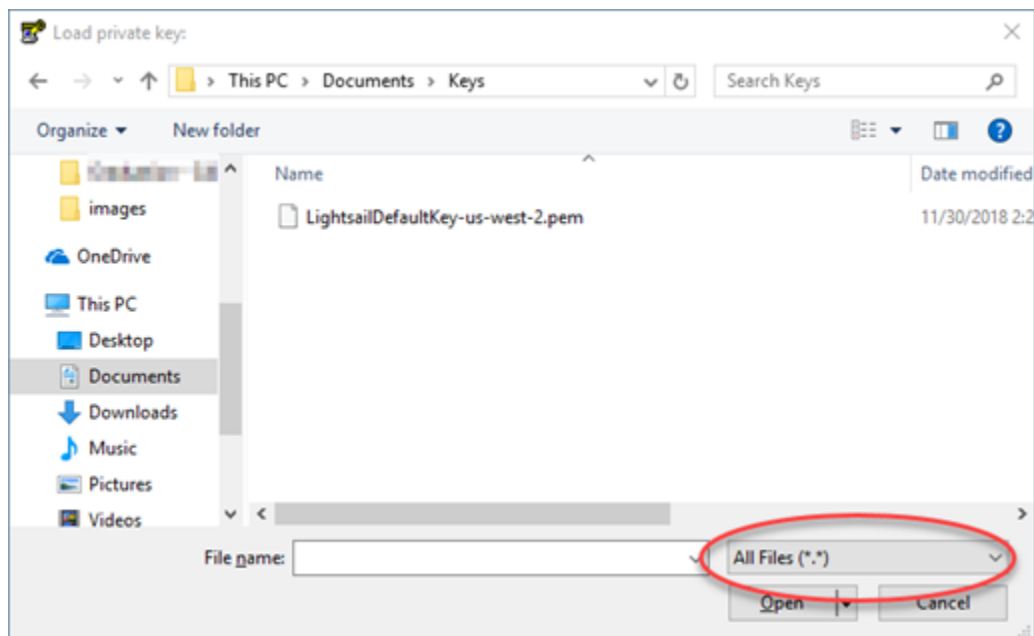 Load private key:
This PC > Documents > Keys
Search Keys
Organize
New folder
Name
Date modified
images
LightsailDefaultKey-us-west-2.pem
11/30/2018 2:2
OneDrive
This PC
Desktop
Documents
Downloads
Music
Pictures
Videos
File name:
All Files (*.*)
Open
Cancel